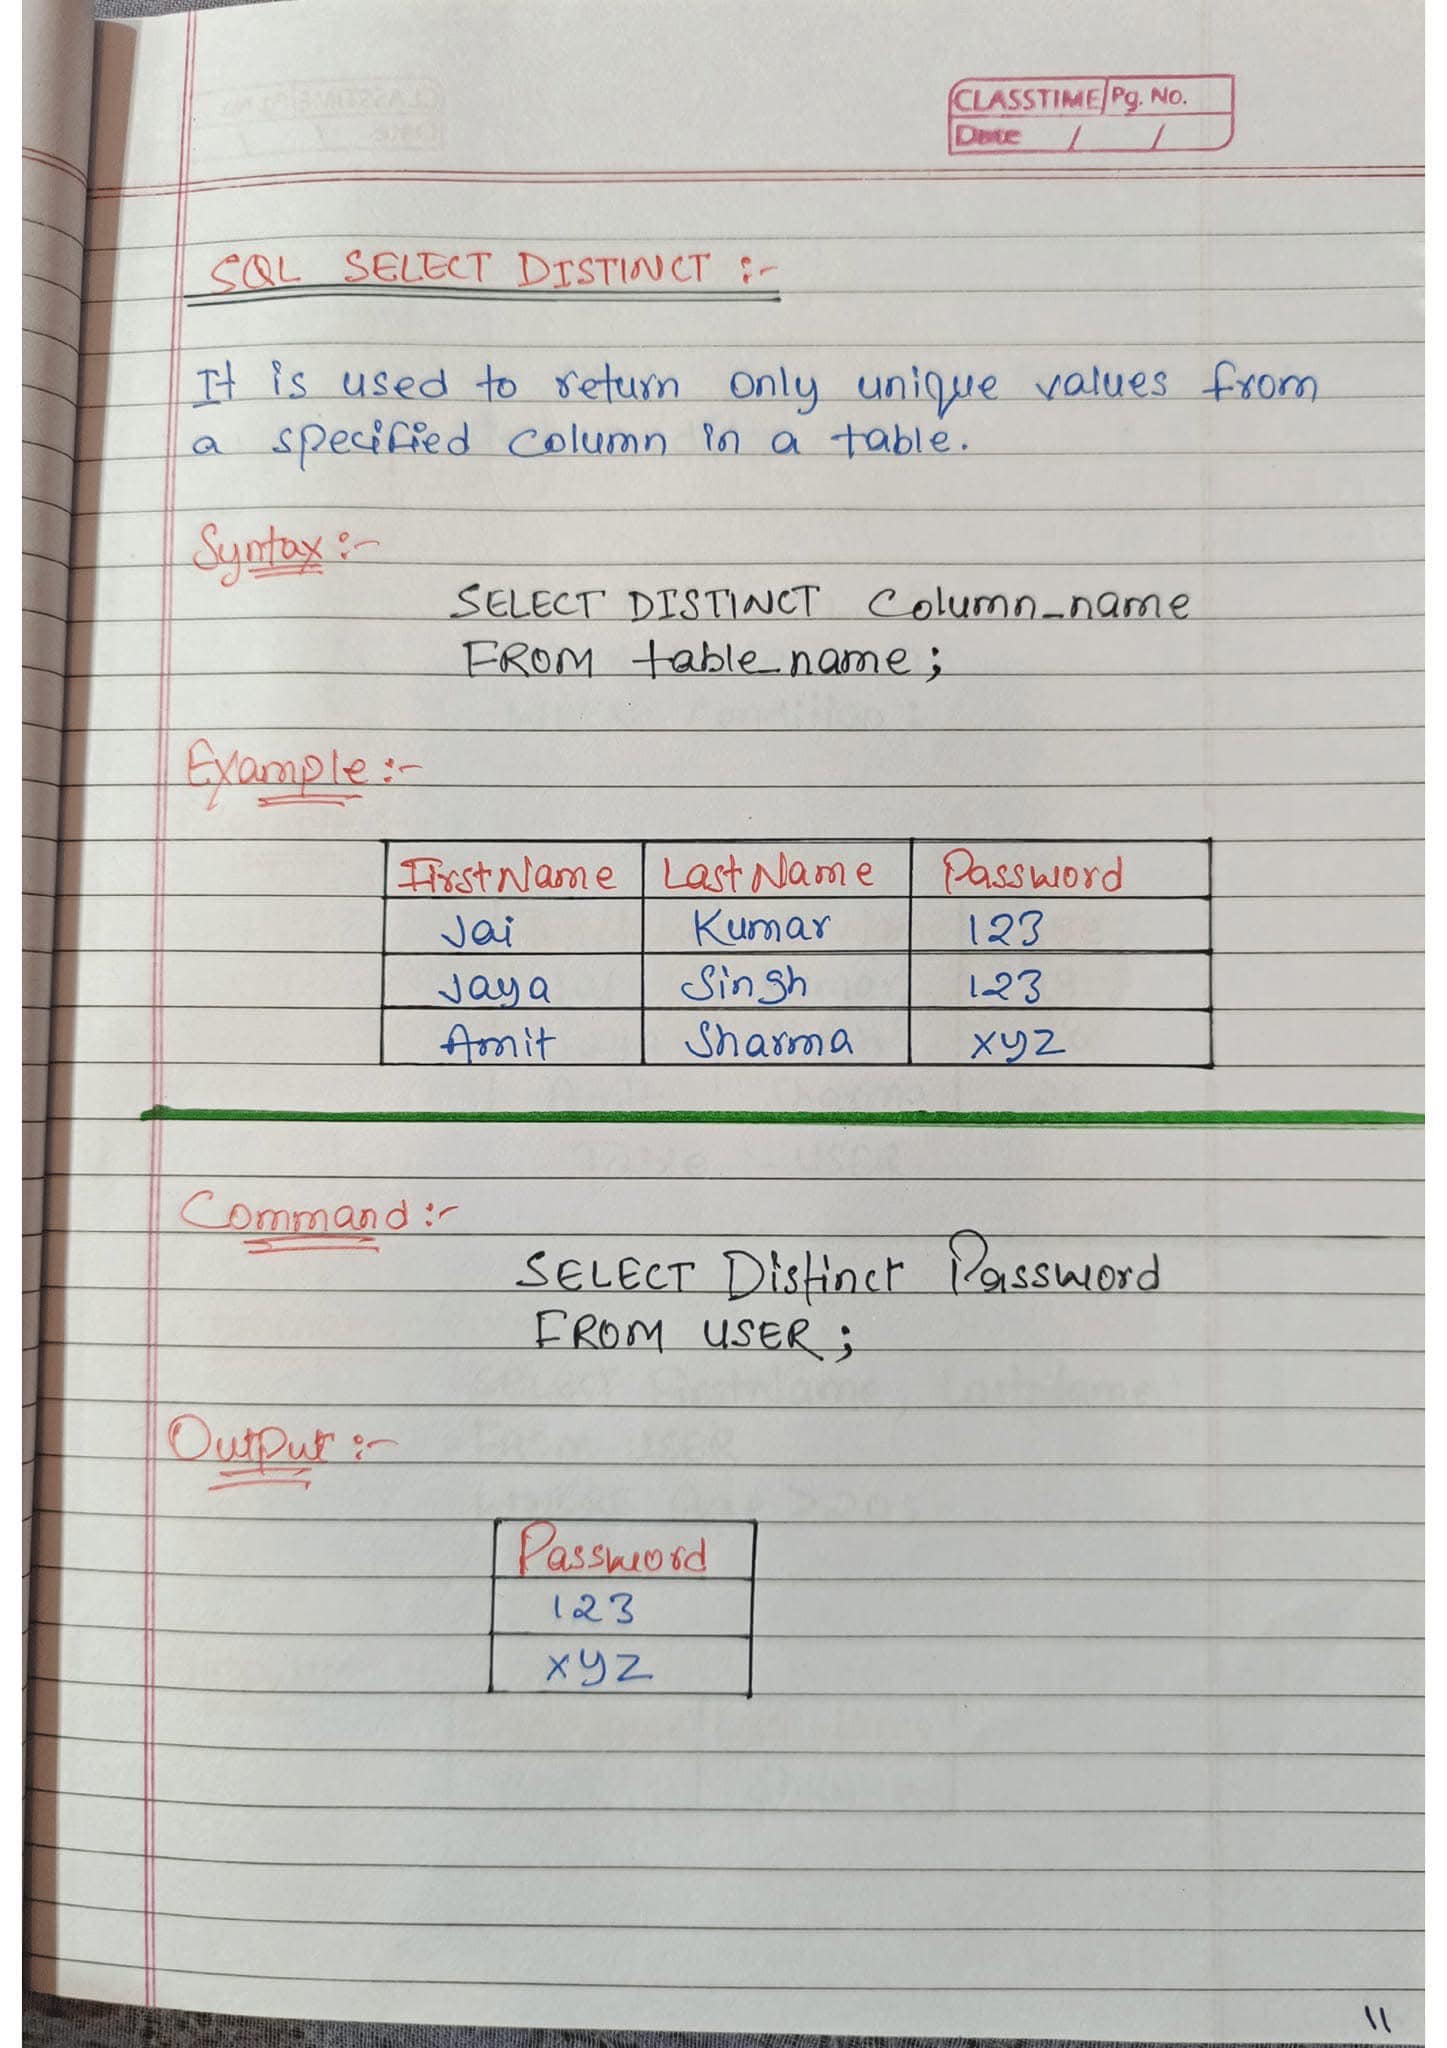 CLASSTIME Pg. No.
Date / /
SQL SELECT DISTINCT :-
It is used to return only unique values from
a specified column in a table.
Syntax :-
SELECT DISTINCT Column_name
FROM table_name ;
Example :-
FirstName LastName Password
Jai Kumar 123
Jaya Singh 123
Amit Sharma xyz
Command :-
SELECT Distinct Password
FROM USER ;
Output :-
Password
123
xyz
11